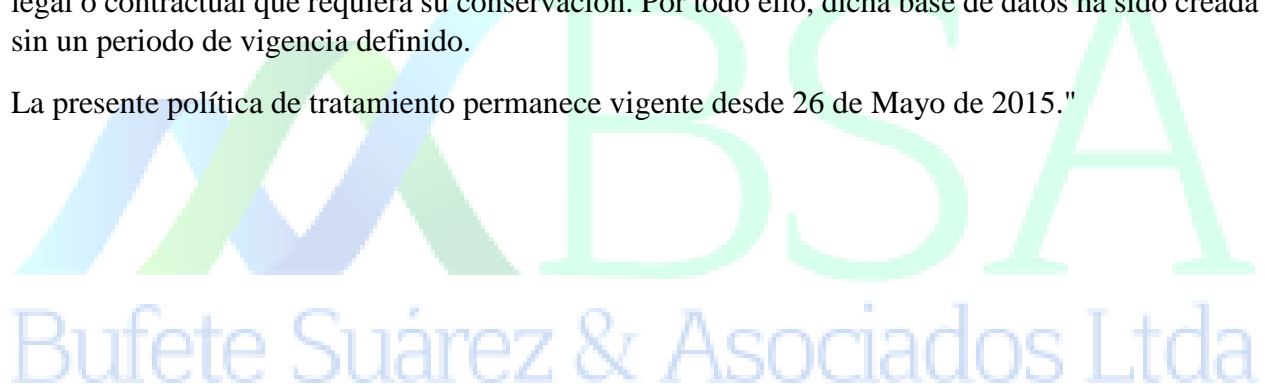 legal o contractual que requiera su conservación. Por todo ello, dicha base de datos ha sido creada
sin un periodo de vigencia definido.
La presente política de tratamiento permanece vigente desde 26 de Mayo de 2015."
BSA
Bufete Suárez & Asociados Ltda